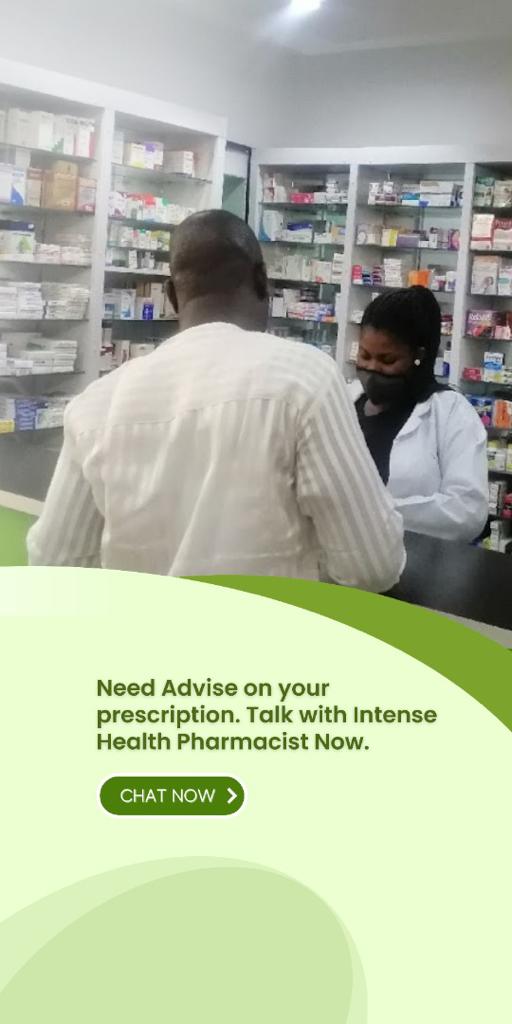 Need Advise on your
prescription. Talk with Intense
Health Pharmacist Now.
CHAT NOW